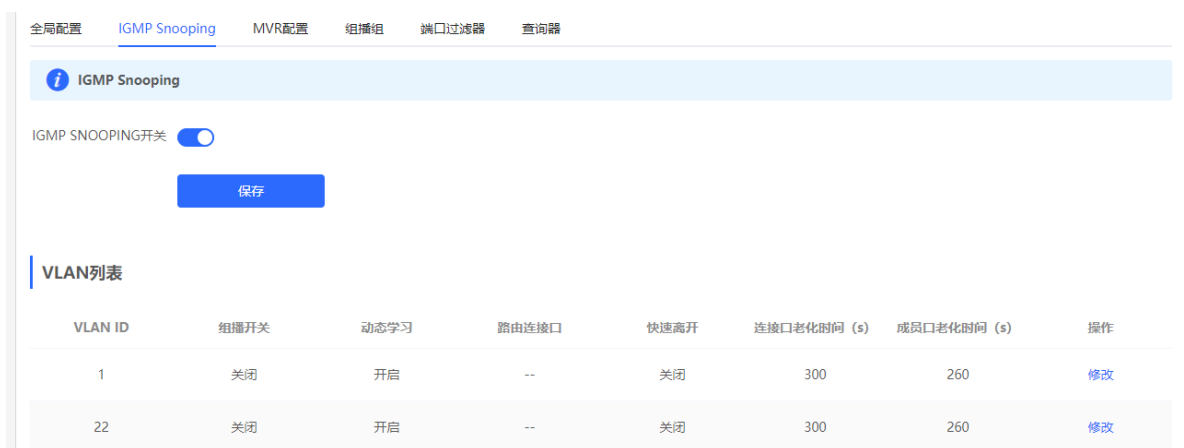 全局配置 IGMP Snooping MVR配置 组播组 端口过滤器 查询器
IGMP Snooping
IGMP SNOOPING开关
保存
VLAN列表
VLAN ID 组播开关 动态学习 路由连接口 快速离开 连接口老化时间（s） 成员口老化时间（s） 操作
1 关闭 开启 -- 关闭 300 260 修改
22 关闭 开启 -- 关闭 300 260 修改